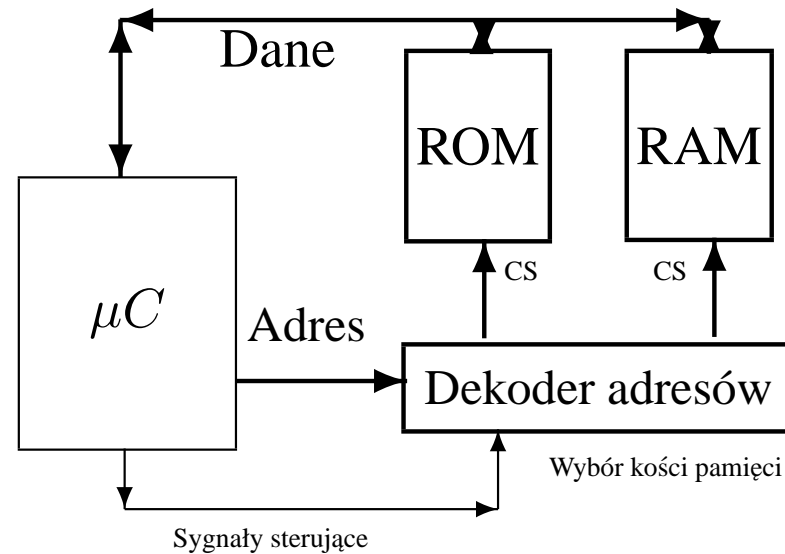 Dane
ROM
RAM
CS
CS
μC
Adres
Dekoder adresów
Wybór kości pamięci
Sygnały sterujące